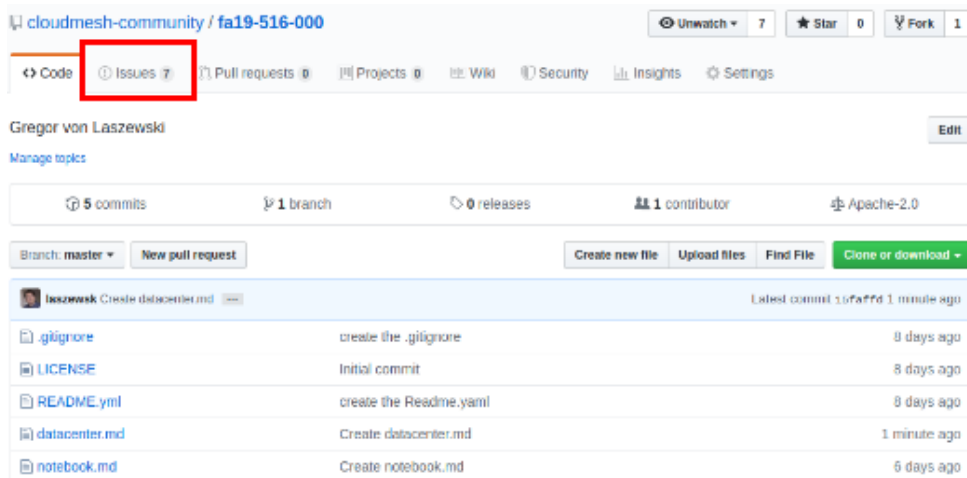 cloudmesh-community / fa19-516-000
Unwatch 7 Star 0 Fork 1
Code Issues 7 Pull requests 0 Projects 0 Wiki Security Insights Settings
Gregor von Laszewski
Edit
Manage topics
5 commits 1 branch 0 releases 1 contributor Apache-2.0
Branch: master New pull request Create new file Upload files Find File Clone or download
laszewsk Create datacenter.md Latest commit 1 minute ago
.gitignore create the .gitignore 8 days ago
LICENSE Initial commit 8 days ago
README.yml create the Readme.yaml 8 days ago
datacenter.md Create datacenter.md 1 minute ago
notebook.md Create notebook.md 6 days ago